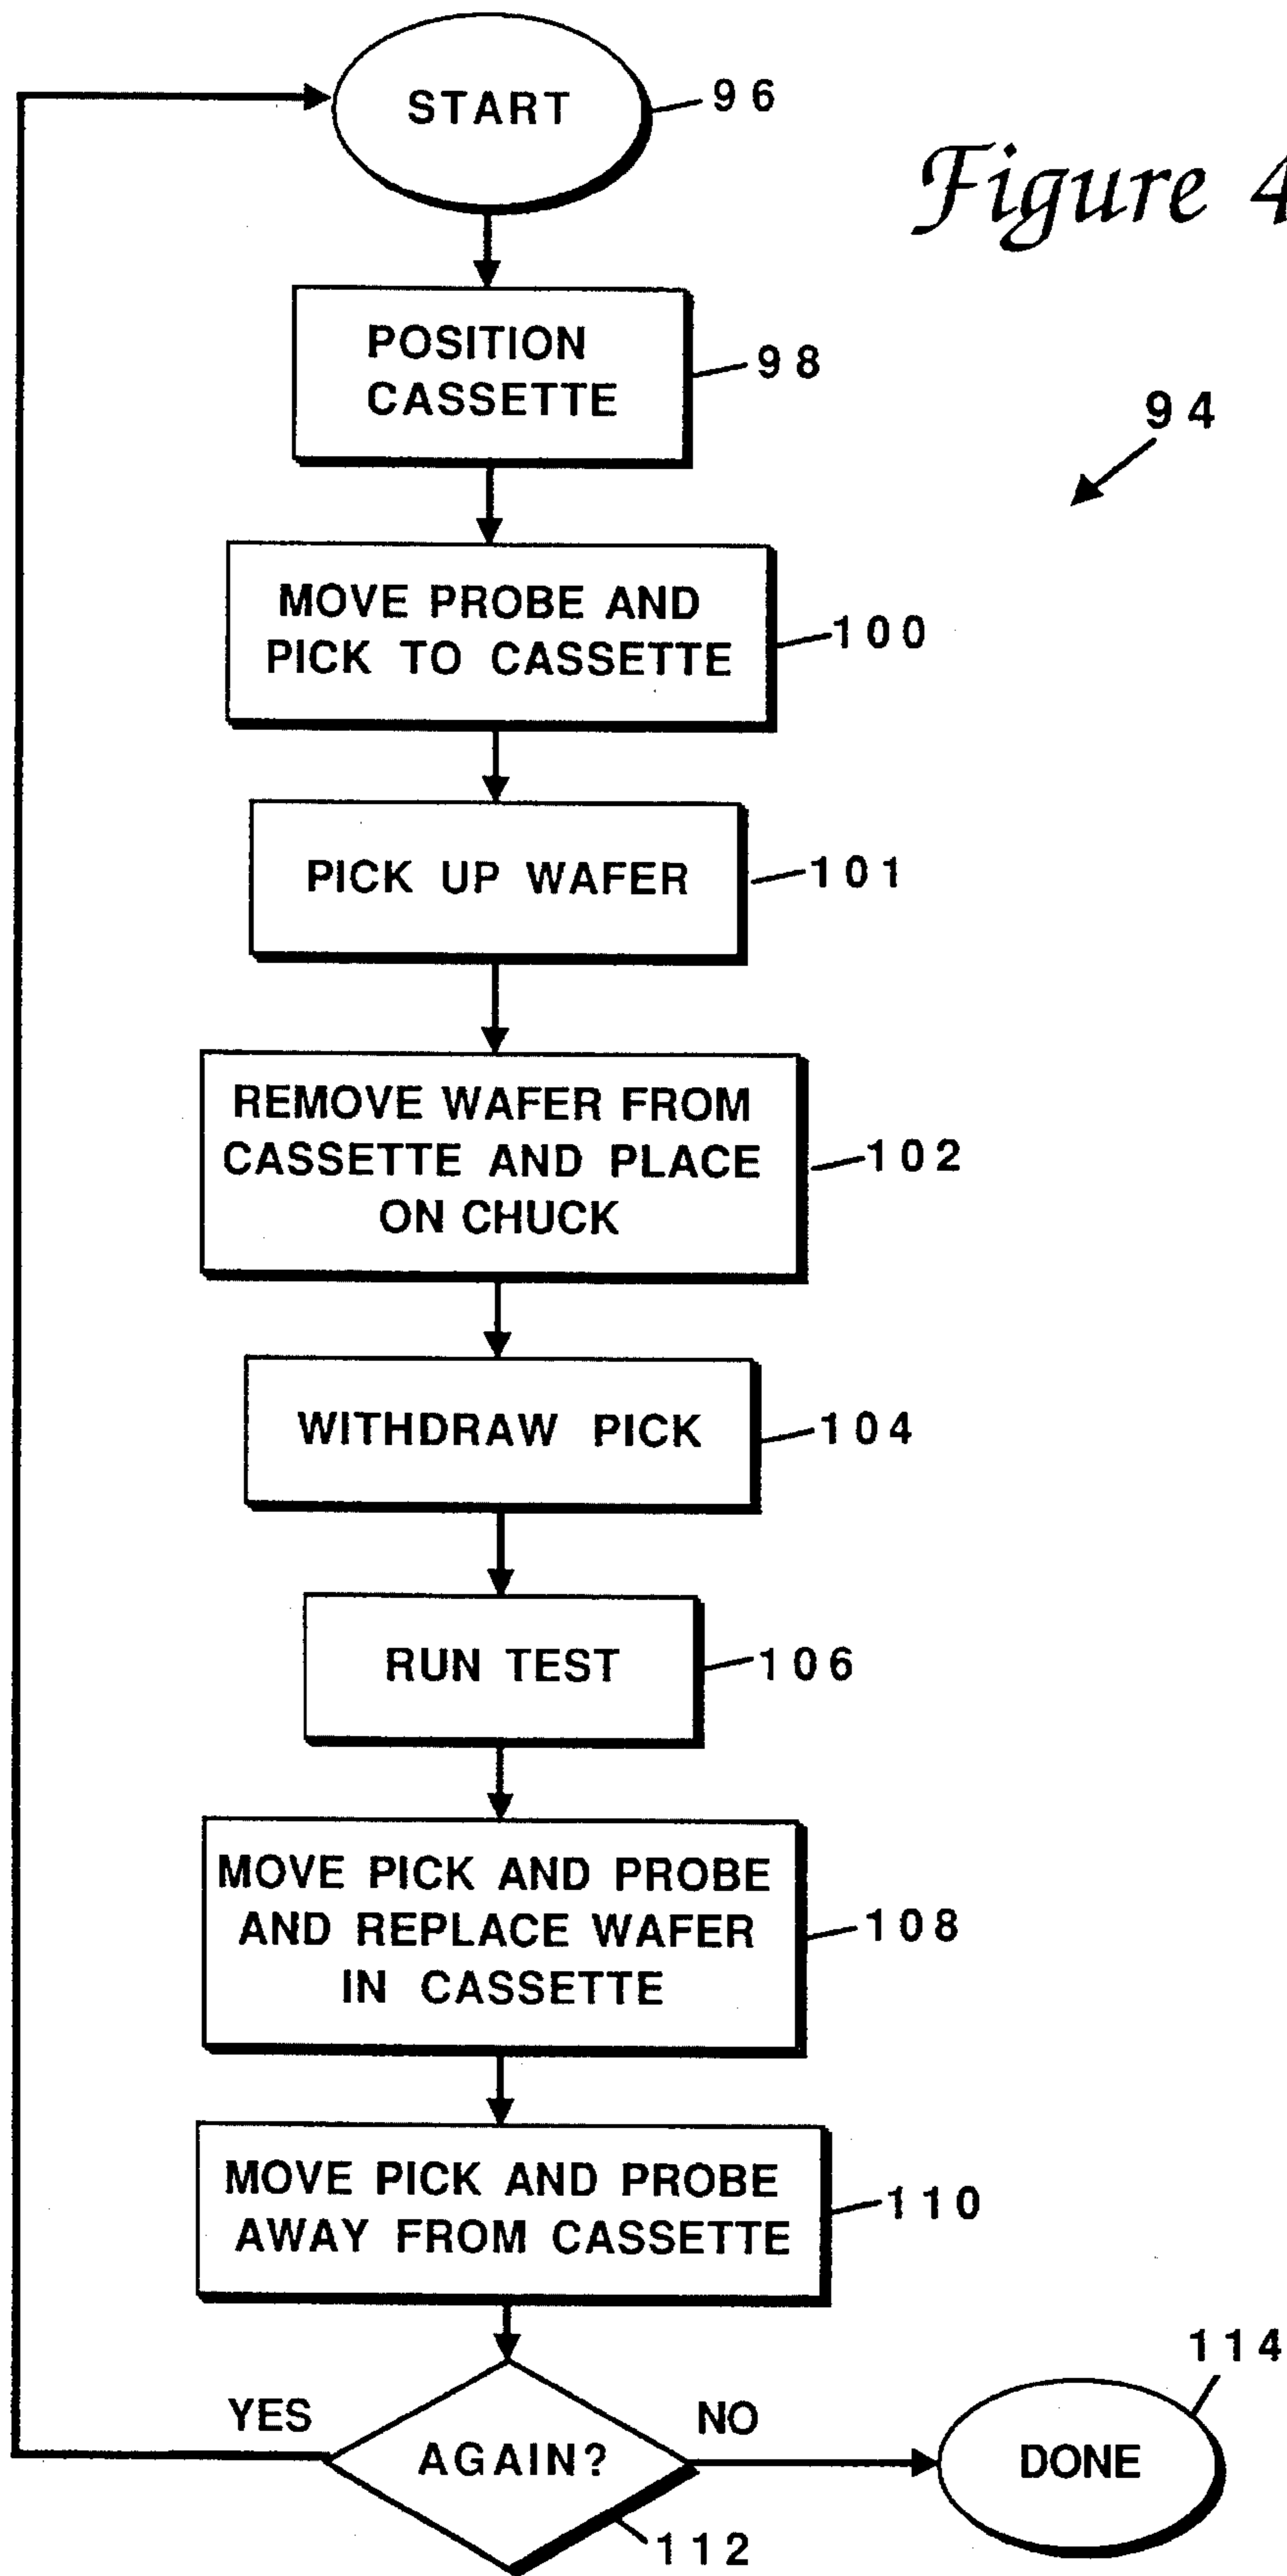 START
96
Figure 4
POSITION
CASSETTE
98
94
MOVE PROBE AND
PICK TO CASSETTE
100
PICK UP WAFER
101
REMOVE WAFER FROM
CASSETTE AND PLACE
ON CHUCK
102
WITHDRAW PICK
104
RUN TEST
106
MOVE PICK AND PROBE
AND REPLACE WAFER
IN CASSETTE
108
MOVE PICK AND PROBE
AWAY FROM CASSETTE
110
YES
AGAIN?
NO
112
DONE
114